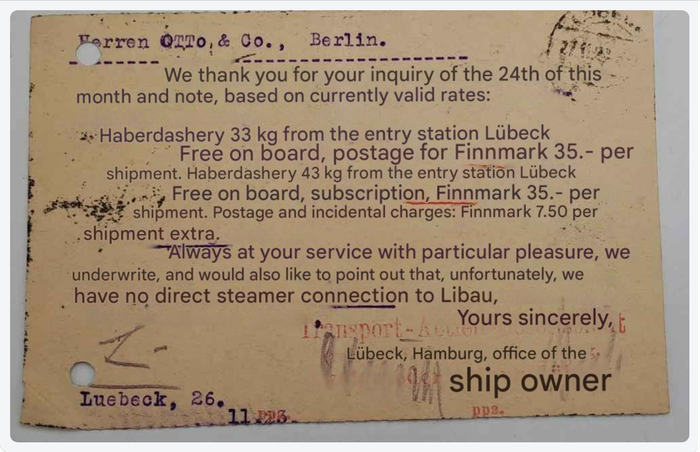 Herren OTTO, & Co., Berlin.
We thank you for your inquiry of the 24th of this
month and note, based on currently valid rates:
Haberdashery 33 kg from the entry station Lübeck
Free on board, postage for Finnmark 35.- per
shipment. Haberdashery 43 kg from the entry station Lübeck
Free on board, subscription, Finnmark 35.- per
shipment. Postage and incidental charges: Finnmark 7.50 per
shipment extra.
Always at your service with particular pleasure, we
underwrite, and would also like to point out that, unfortunately, we
have no direct steamer connection to Libau,
Yours sincerely,
Transport-
Lübeck, Hamburg, office of the
ship owner
Luebeck, 26.
11
ppa.